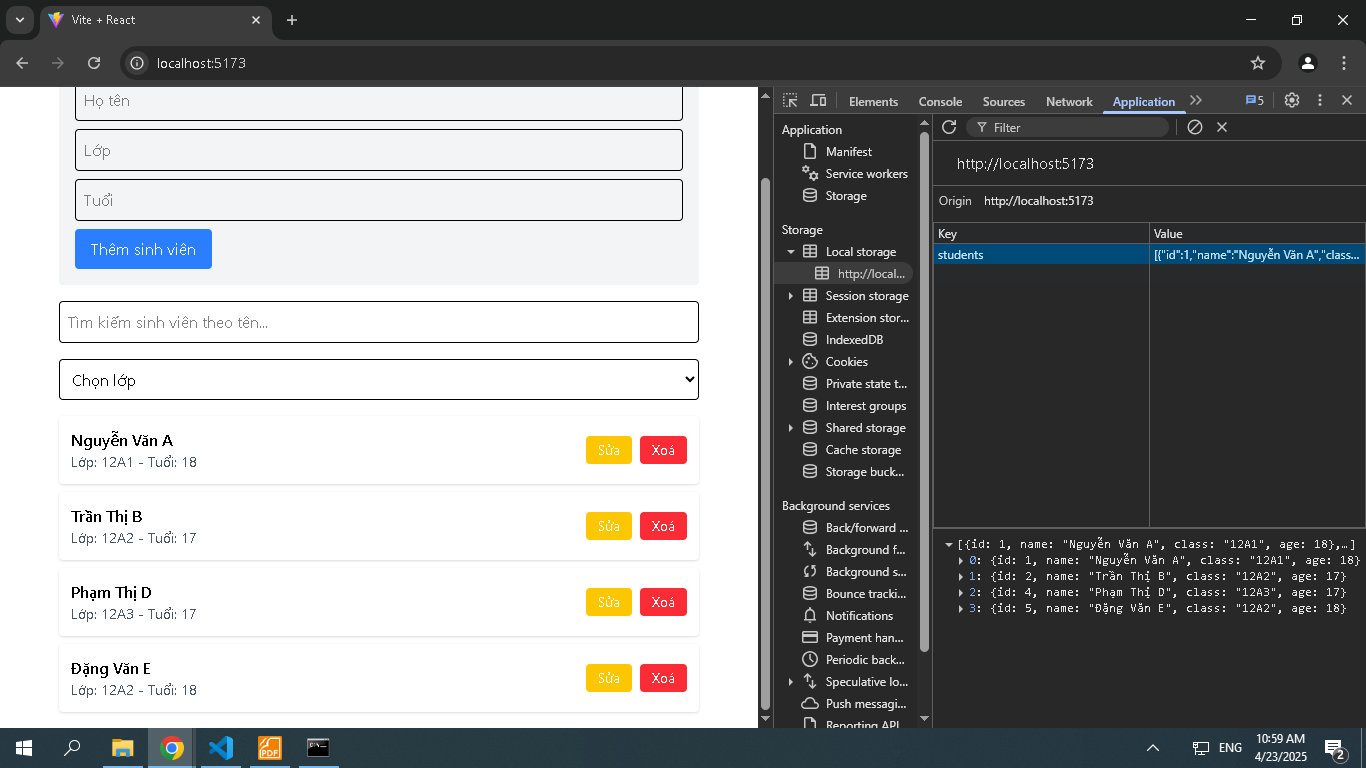 Vite + React
localhost:5173
Họ tên
Lớp
Tuổi
Thêm sinh viên
Tìm kiếm sinh viên theo tên...
Chọn lớp
Nguyễn Văn A
Lớp: 12A1 - Tuổi: 18
Sửa
Xoá
Trần Thị B
Lớp: 12A2 - Tuổi: 17
Sửa
Xoá
Phạm Thị D
Lớp: 12A3 - Tuổi: 17
Sửa
Xoá
Đặng Văn E
Lớp: 12A2 - Tuổi: 18
Sửa
Xoá
Elements
Console
Sources
Network
Application
5
Application
Manifest
Service workers
Storage
Storage
Local storage
http://local...
Session storage
Extension stor...
IndexedDB
Cookies
Private state t...
Interest groups
Shared storage
Cache storage
Storage buck...
Background services
Back/forward ...
Background f...
Background s...
Bounce tracki...
Notifications
Payment han...
Periodic back...
Speculative lo...
Push messagi...
Reporting API
Filter
http://localhost:5173
Origin http://localhost:5173
Key Value
students [{"id":1,"name":"Nguyễn Văn A","class...
[{id: 1, name: "Nguyễn Văn A", class: "12A1", age: 18},…]
0: {id: 1, name: "Nguyễn Văn A", class: "12A1", age: 18}
1: {id: 2, name: "Trần Thị B", class: "12A2", age: 17}
2: {id: 4, name: "Phạm Thị D", class: "12A3", age: 17}
3: {id: 5, name: "Đặng Văn E", class: "12A2", age: 18}
PDF
ENG
10:59 AM
4/23/2025
2